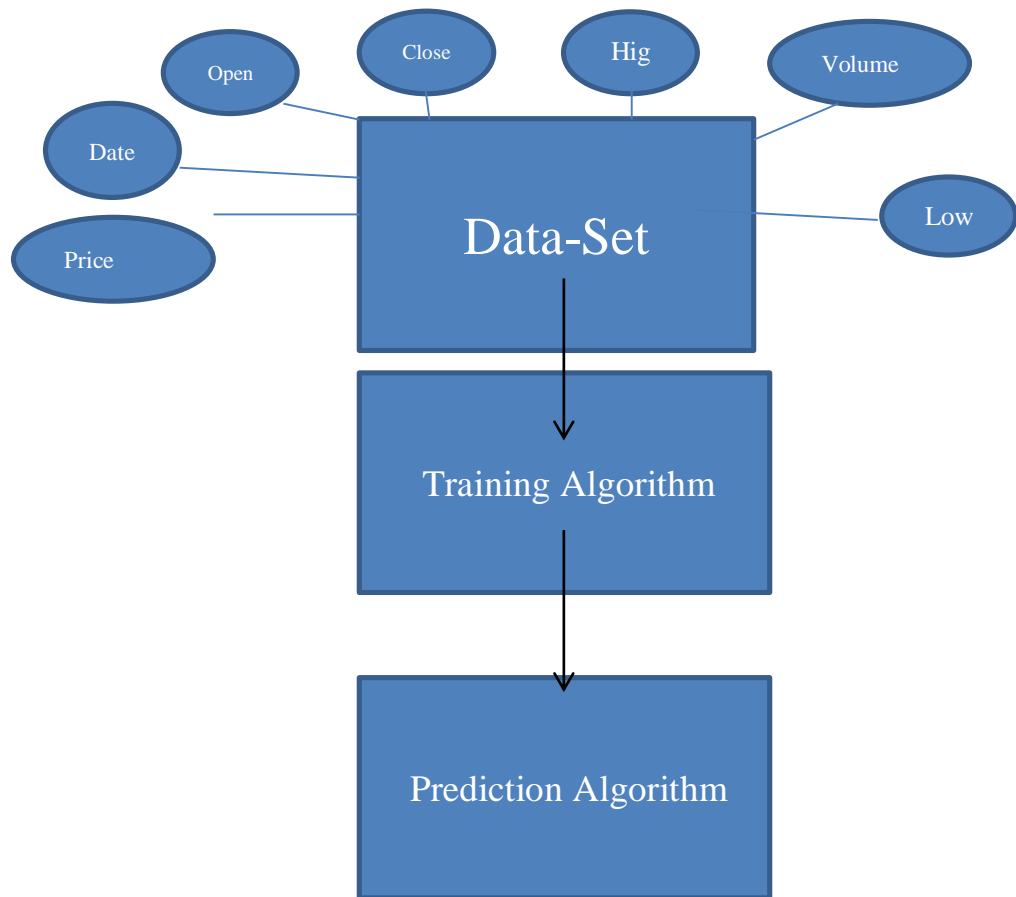 Close
Hig
Volume
Open
Date
Low
Data-Set
Price
Training Algorithm
Prediction Algorithm